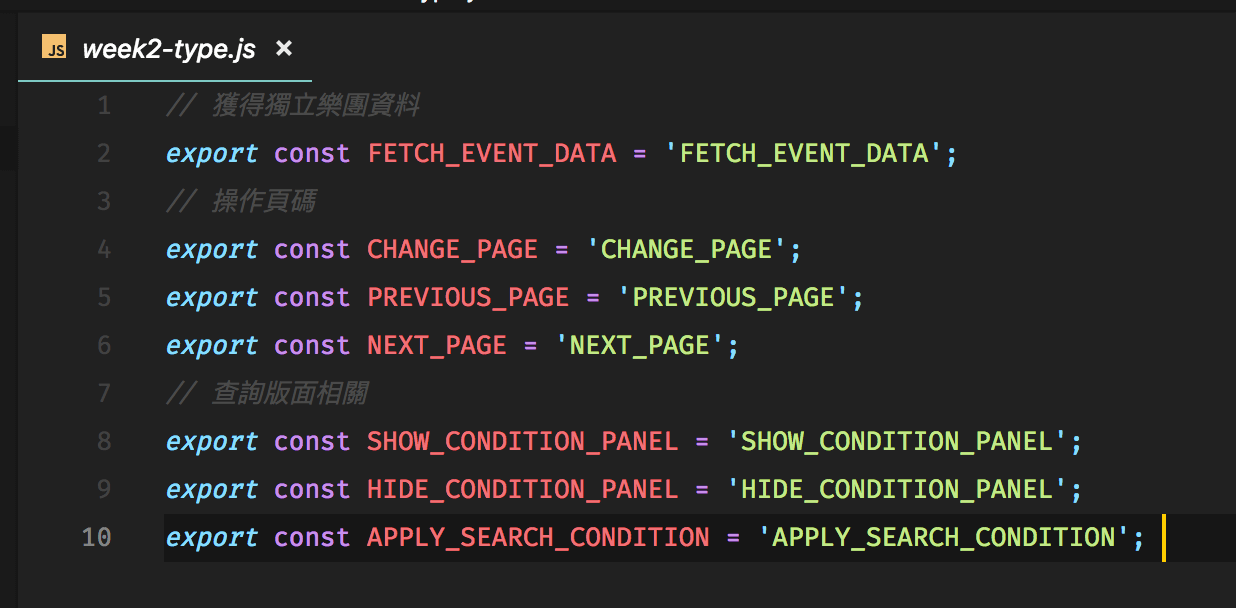 JS week2-type.js ×
1 // 獲得獨立樂團資料
2 export const FETCH_EVENT_DATA = 'FETCH_EVENT_DATA';
3 // 操作頁碼
4 export const CHANGE_PAGE = 'CHANGE_PAGE';
5 export const PREVIOUS_PAGE = 'PREVIOUS_PAGE';
6 export const NEXT_PAGE = 'NEXT_PAGE';
7 // 查詢版面相關
8 export const SHOW_CONDITION_PANEL = 'SHOW_CONDITION_PANEL';
9 export const HIDE_CONDITION_PANEL = 'HIDE_CONDITION_PANEL';
10 export const APPLY_SEARCH_CONDITION = 'APPLY_SEARCH_CONDITION';